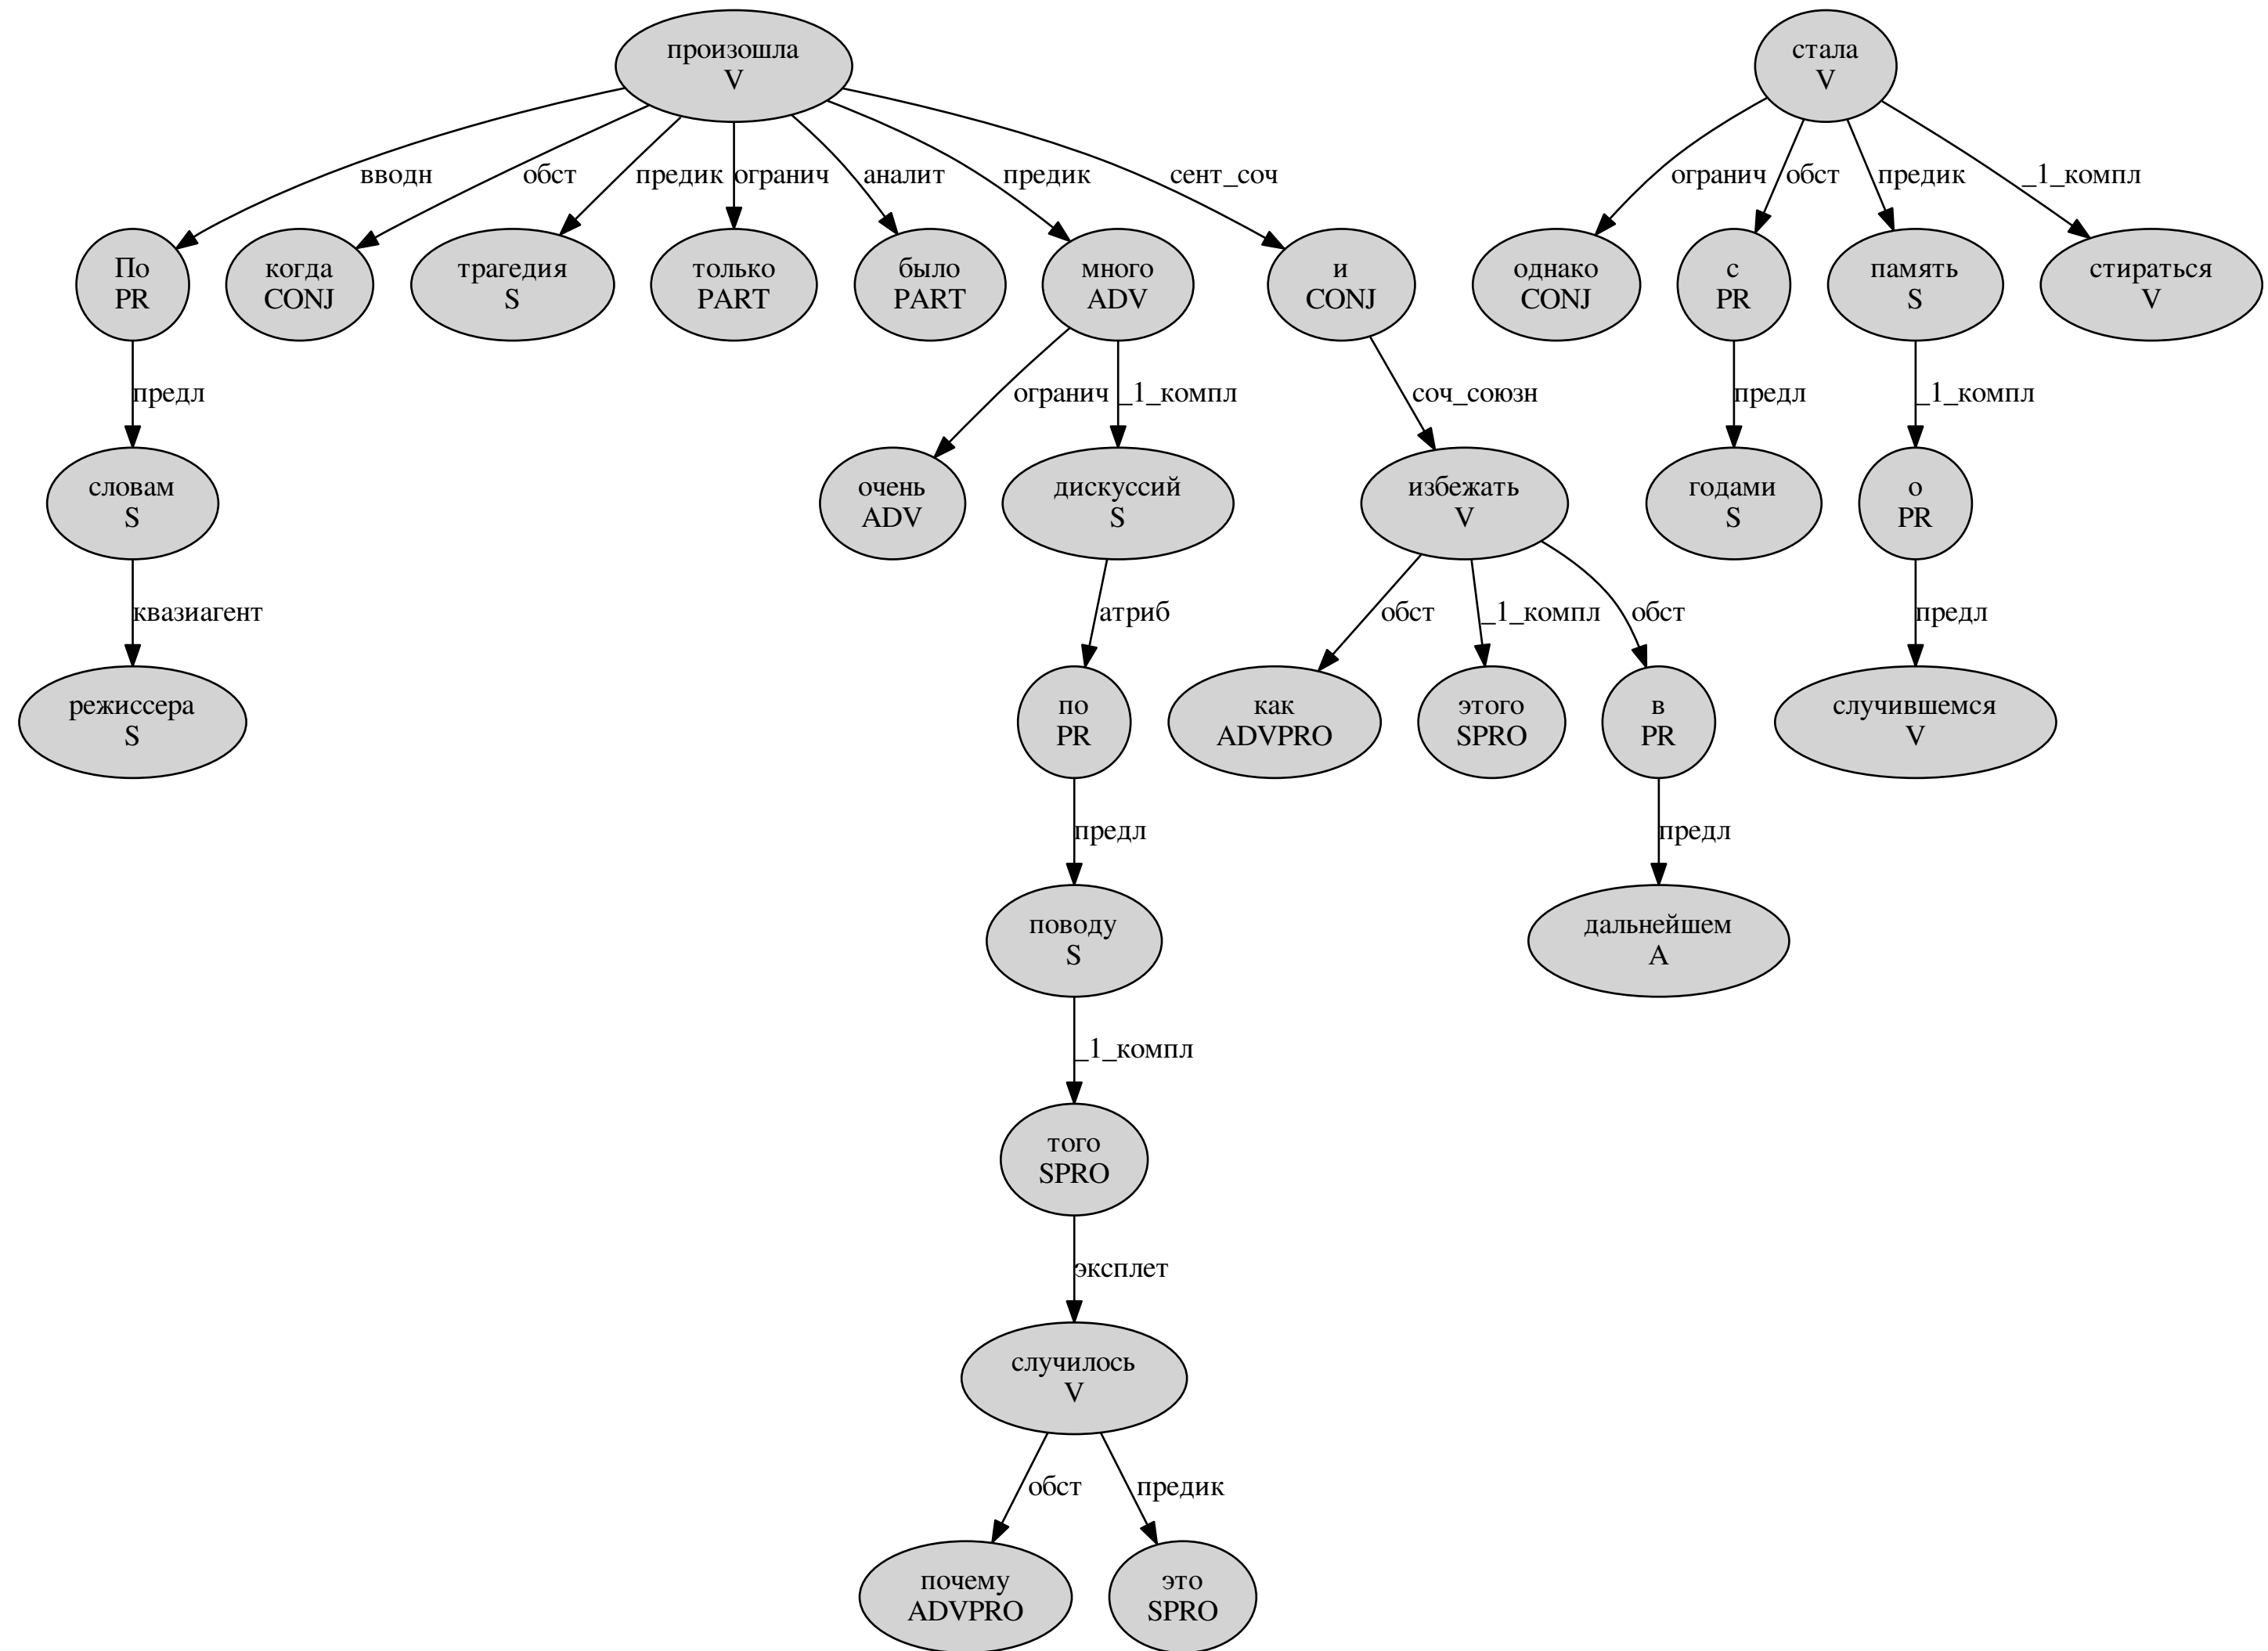 произошла
V
стала
V
вводн
обст
предик
огранич
аналит
предик
сент_соч
огранич
обст
предик
_1_компл
По
PR
когда
CONJ
трагедия
S
только
PART
было
PART
много
ADV
и
CONJ
однако
CONJ
с
PR
память
S
стираться
V
предл
огранич
_1_компл
соч_союзн
предл
_1_компл
словам
S
очень
ADV
дискуссий
S
избежать
V
годами
S
о
PR
квазиагент
атриб
обст
_1_компл
обст
предл
режиссера
S
по
PR
как
ADVPRO
этого
SPRO
в
PR
случившемся
V
предл
предл
поводу
S
дальнейшем
A
_1_компл
того
SPRO
эксплет
случилось
V
обст
предик
почему
ADVPRO
это
SPRO